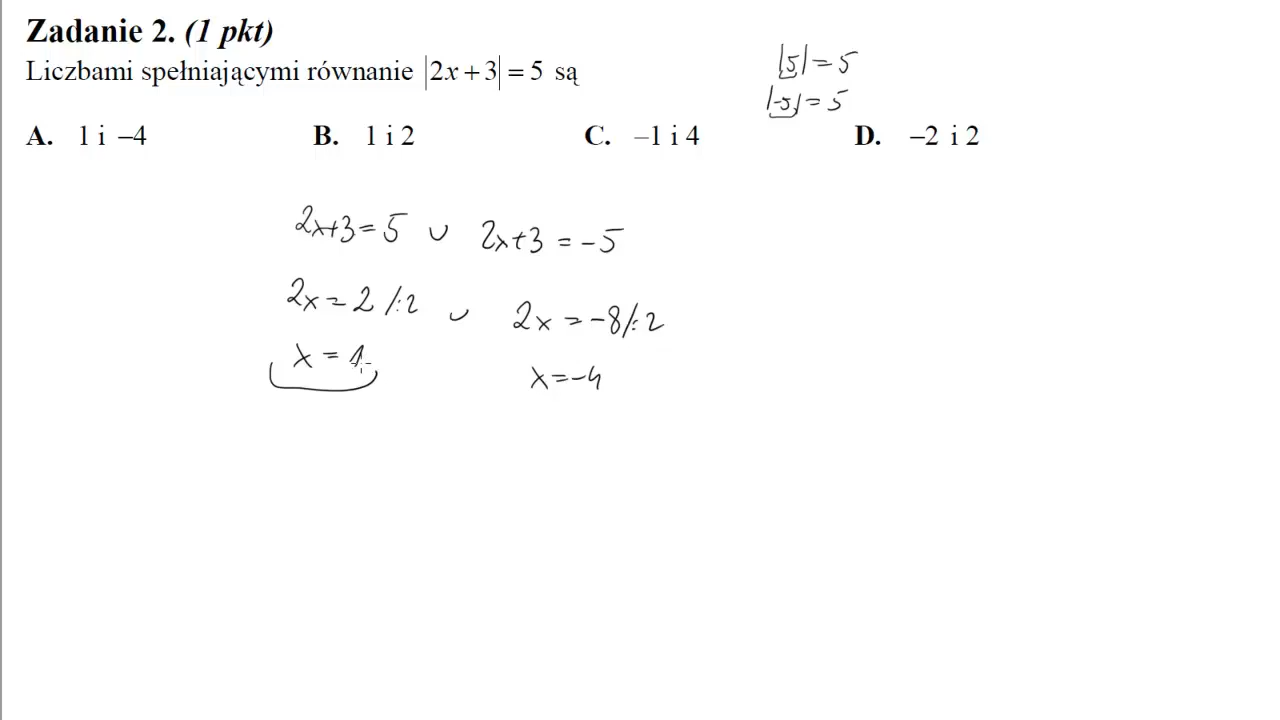 Zadanie 2. (1 pkt)
Liczbami spełniającymi równanie |2x+3| = 5 są
|5| = 5
|-5| = 5
A. 1 i –4 B. 1 i 2 C. –1 i 4 D. –2 i 2
2x+3 = 5 ∪ 2x+3 = -5
2x = 2 /:2 ∪ 2x = -8/:2
x = 1 x = -4